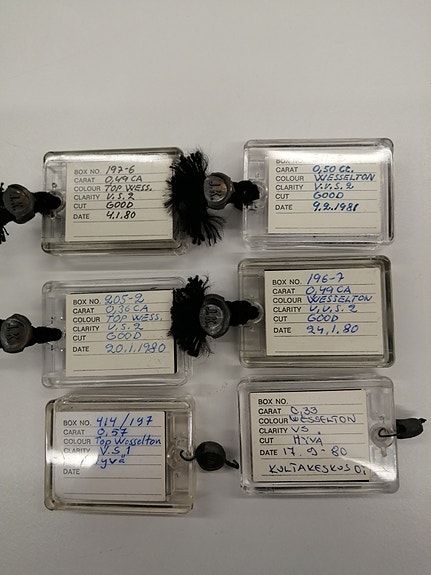 BOX NO. 197-6
CARAT 0,49 CA
COLOUR TOP WESS.
CLARITY V.S. 2
CUT GOOD
DATE 4.1.80
CARAT 0,50 Ct.
COLOUR WESSELTON
CLARITY V.V.S. 2
CUT GOOD
DATE 9.2.1981
BOX NO. 205-2
CARAT 0,36 CA
COLOUR TOP WESS.
CLARITY V.S. 2
CUT GOOD
DATE 20.1.1980
BOX NO. 196-7
CARAT 0,49 CA
COLOUR WESSELTON
CLARITY V.V.S. 2
CUT GOOD
DATE 24.1.80
BOX NO. 414/197
CARAT 0.57
COLOUR Top Wesselton
CLARITY V.S.1
yvä
DATE
BOX NO.
CARAT 0,33
COLOUR WESSELTON
CLARITY VS
CUT HYVÄ
DATE 17.9-80
KULTAKESKUS OY